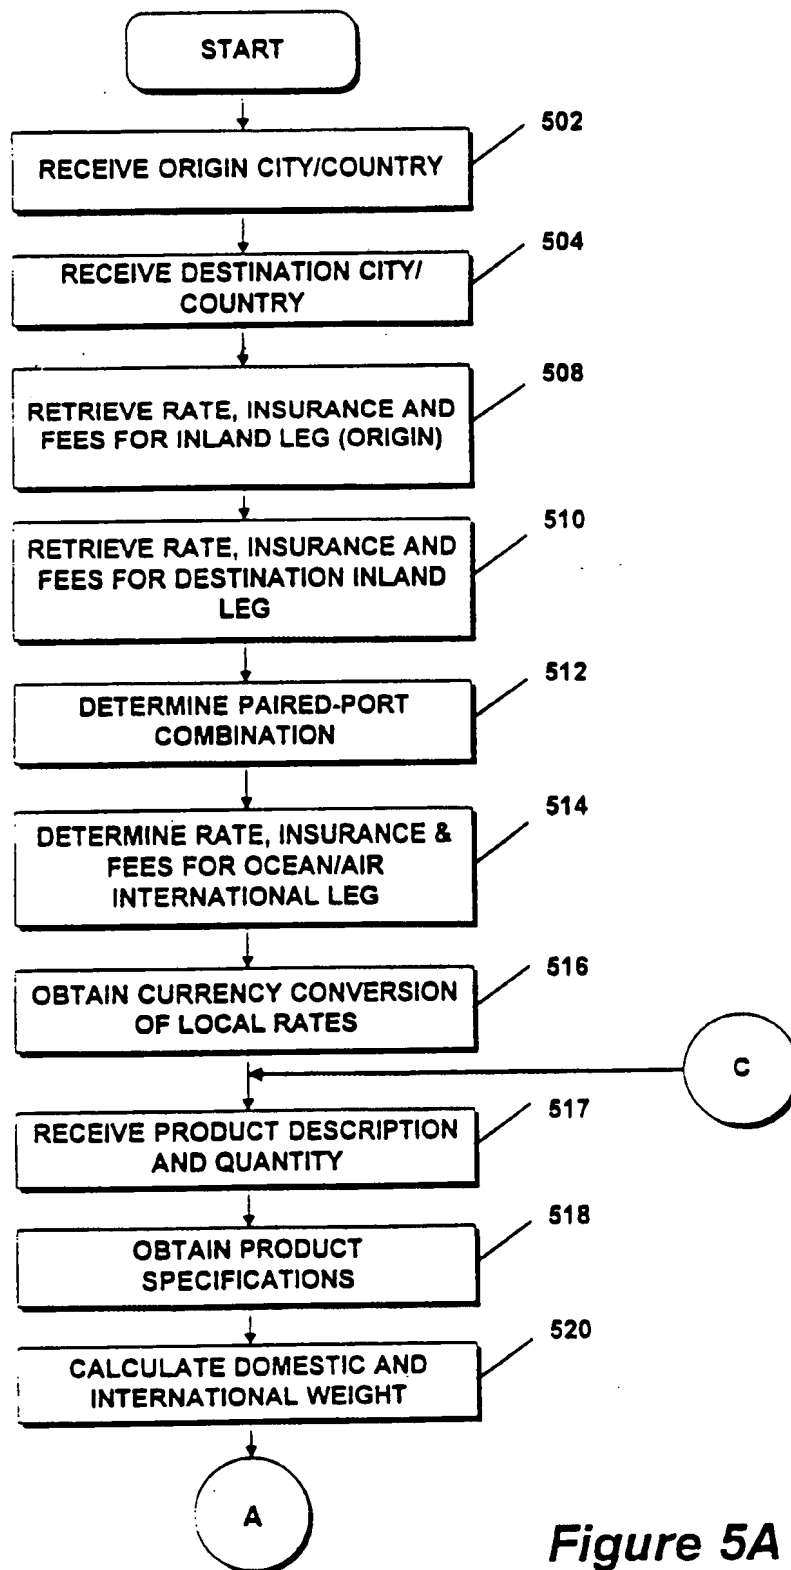 START
502
RECEIVE ORIGIN CITY/COUNTRY
504
RECEIVE DESTINATION CITY/
COUNTRY
508
RETRIEVE RATE, INSURANCE AND
FEES FOR INLAND LEG (ORIGIN)
510
RETRIEVE RATE, INSURANCE AND
FEES FOR DESTINATION INLAND
LEG
512
DETERMINE PAIRED-PORT
COMBINATION
514
DETERMINE RATE, INSURANCE &
FEES FOR OCEAN/AIR
INTERNATIONAL LEG
516
OBTAIN CURRENCY CONVERSION
OF LOCAL RATES
C
517
RECEIVE PRODUCT DESCRIPTION
AND QUANTITY
518
OBTAIN PRODUCT
SPECIFICATIONS
520
CALCULATE DOMESTIC AND
INTERNATIONAL WEIGHT
A
Figure 5A